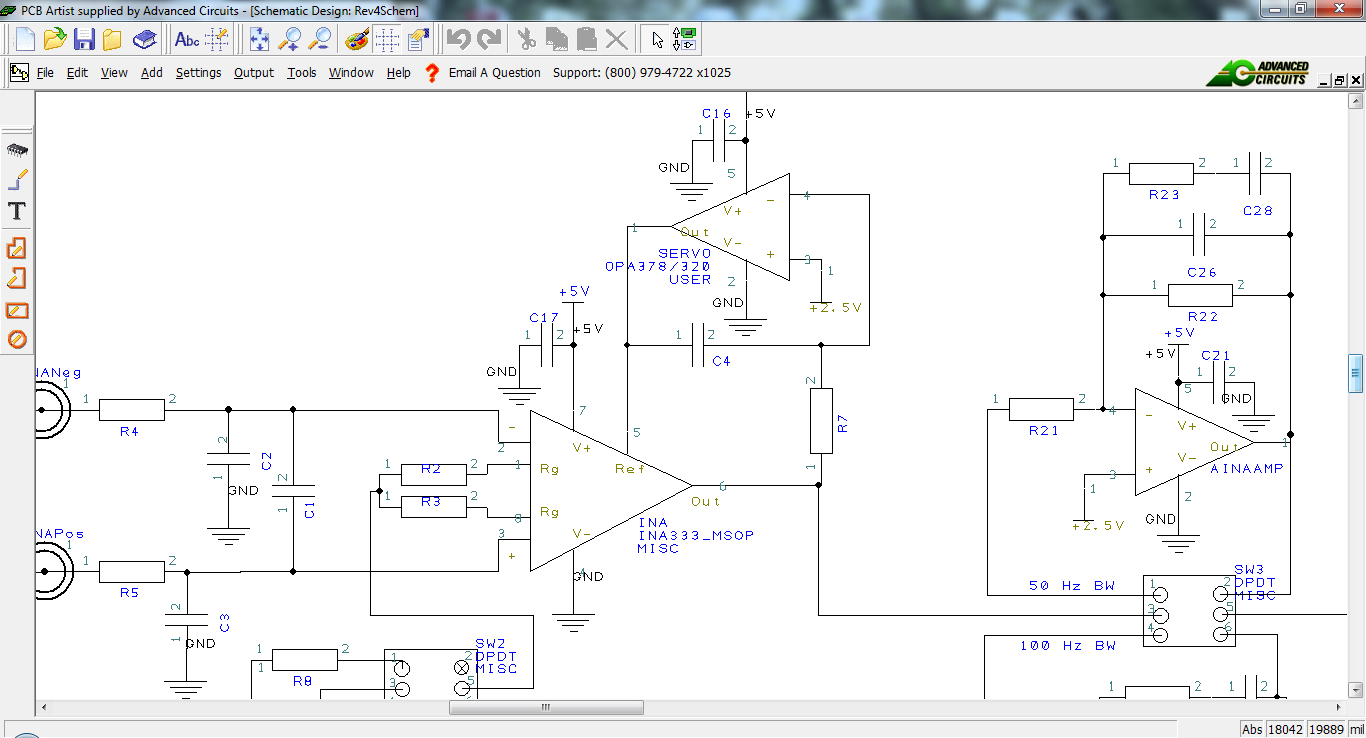 PCB Artist supplied by Advanced Circuits - [Schematic Design: Rev4Schem]
Abc
File Edit View Add Settings Output Tools Window Help ? Email A Question Support: (800) 979-4722 x1025
ADVANCED
CIRCUITS
T
C16 +5V
1 2
GND
5
V+ − 4
1 Out
V- + 3
SERVO
OPA378/320
USER
2
1
GND
+2.5V
+5V
C17
1 2 +5V
GND
1 2
C4
1 2 1 2
R23
C28
1 2
C26
1 2
R22
+5V
+5V C21
1 2
5
GND
1 2
R21
4 −
V+
Out 1
V-
3 +
AINAAMP
1
2
+2.5V
GND
NANeg
1
1 2
R4
2
C2
1
GND
2
C1
1
7
−
2
V+
5
Ref
1 R2 2 1 Rg
1 R3 2 8 Rg
3
+
V-
6
Out
INA
INA333_MSOP
MISC
4
GND
2
R7
1
NAPos
1
1 2
R5
2
C3
1
GND
SW2
DPDT
MISC
1 2
1
R8
1 2
3 5
SW3
DPDT
MISC
50 Hz BW
100 Hz BW
1 2
3 5
4 6
1 2 1 2
Abs 18042 19889 mil